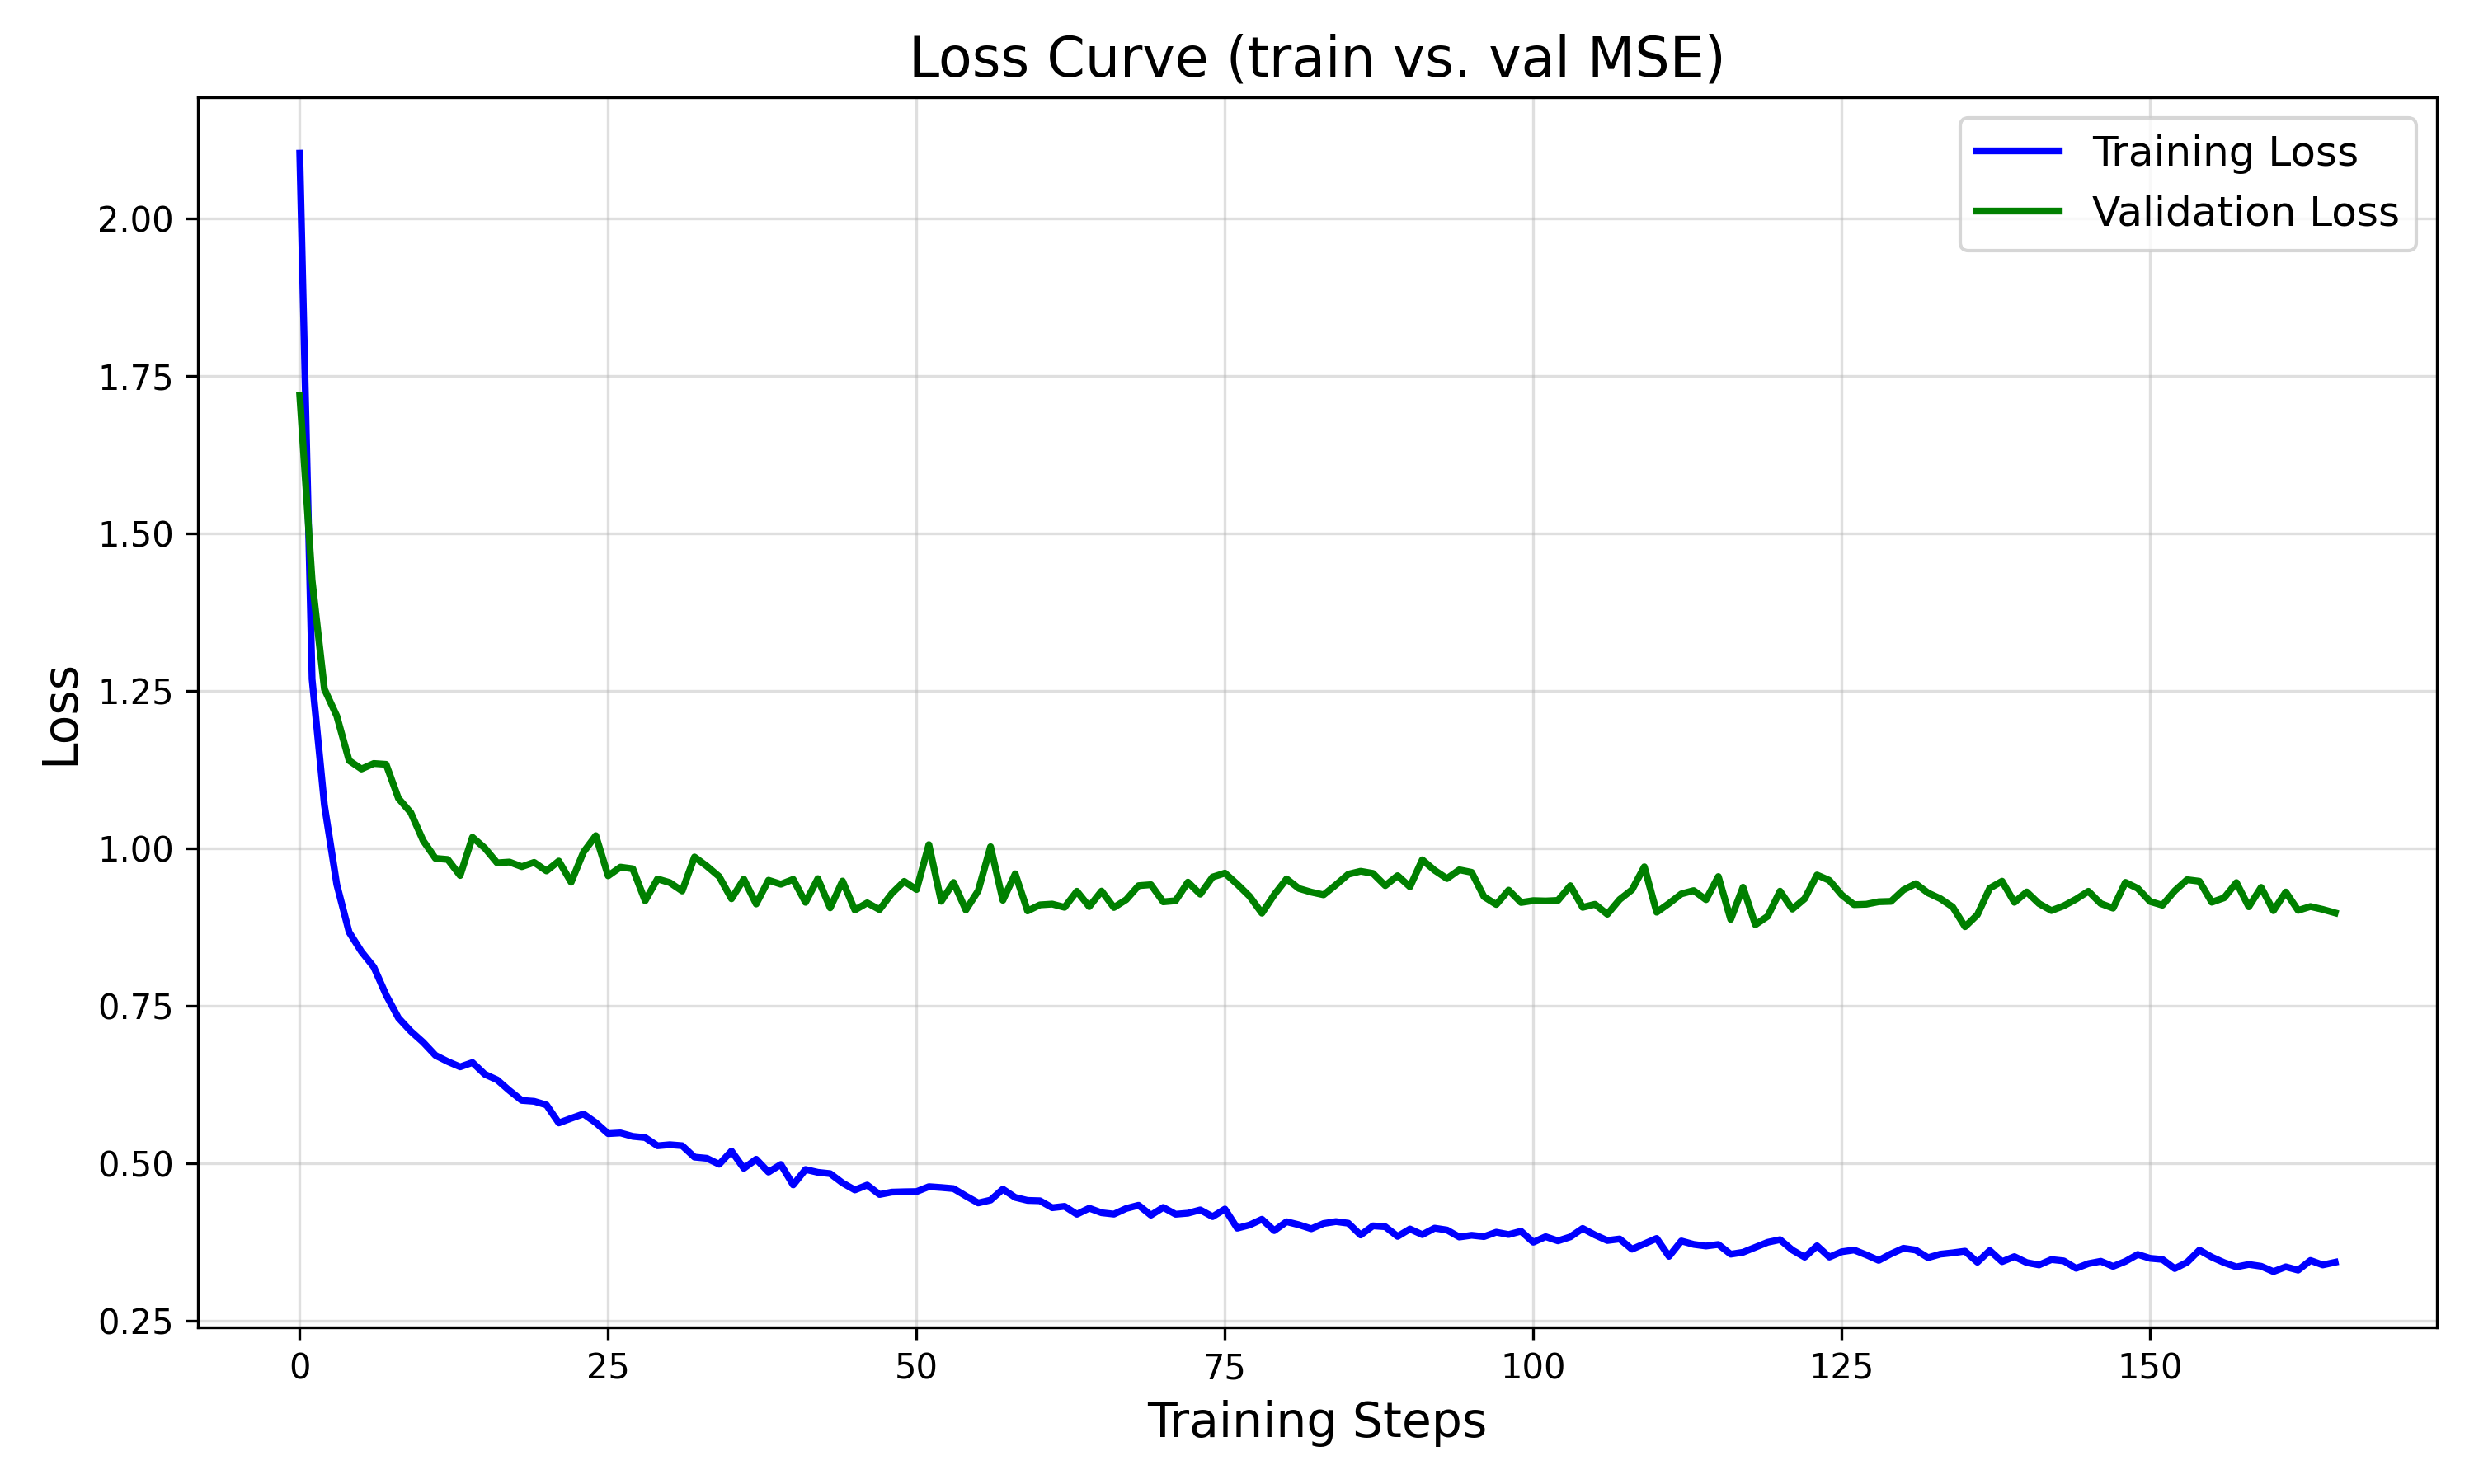 Loss Curve (train vs. val MSE)
Training Loss
Validation Loss
2.00
1.75
1.50
1.25
1.00
0.75
0.50
0.25
Loss
0 25 50 75 100 125 150
Training Steps